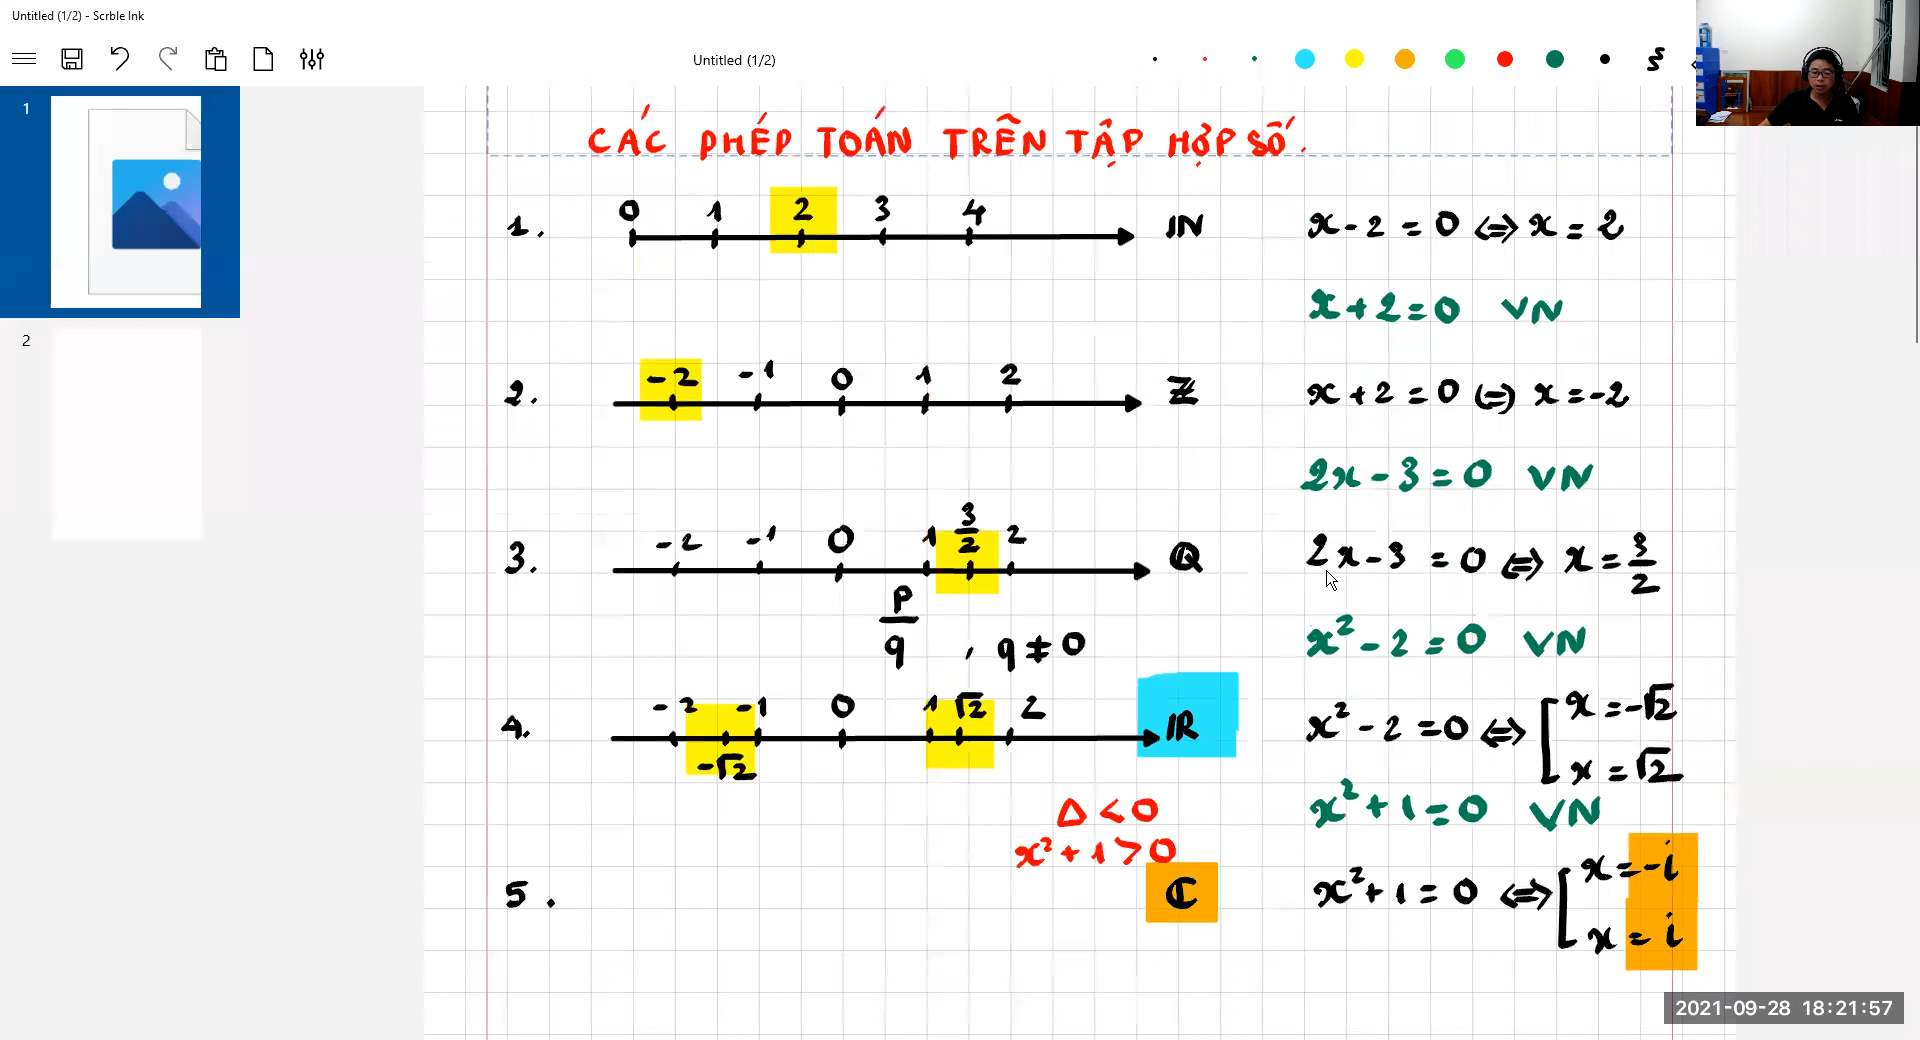 Untitled (1/2) - Scrble Ink
Untitled (1/2)
1
2
CÁC PHÉP TOÁN TRÊN TẬP HỢP SỐ.
1. 0 1 2 3 4 ℕ x - 2 = 0 ⇔ x = 2
x + 2 = 0 VN
2. -2 -1 0 1 2 ℤ x + 2 = 0 ⇔ x = -2
2x - 3 = 0 VN
3. -2 -1 0 1 3/2 2 ℚ 2x - 3 = 0 ⇔ x = 3/2
p/q , q ≠ 0
x² - 2 = 0 VN
4. -2 -√2 -1 0 1 √2 2 ℝ x² - 2 = 0 ⇔ [ x = -√2
x = √2
Δ < 0
x² + 1 = 0 VN
x² + 1 > 0
5. ℂ x² + 1 = 0 ⇔ [ x = -i
x = i
2021-09-28 18:21:57